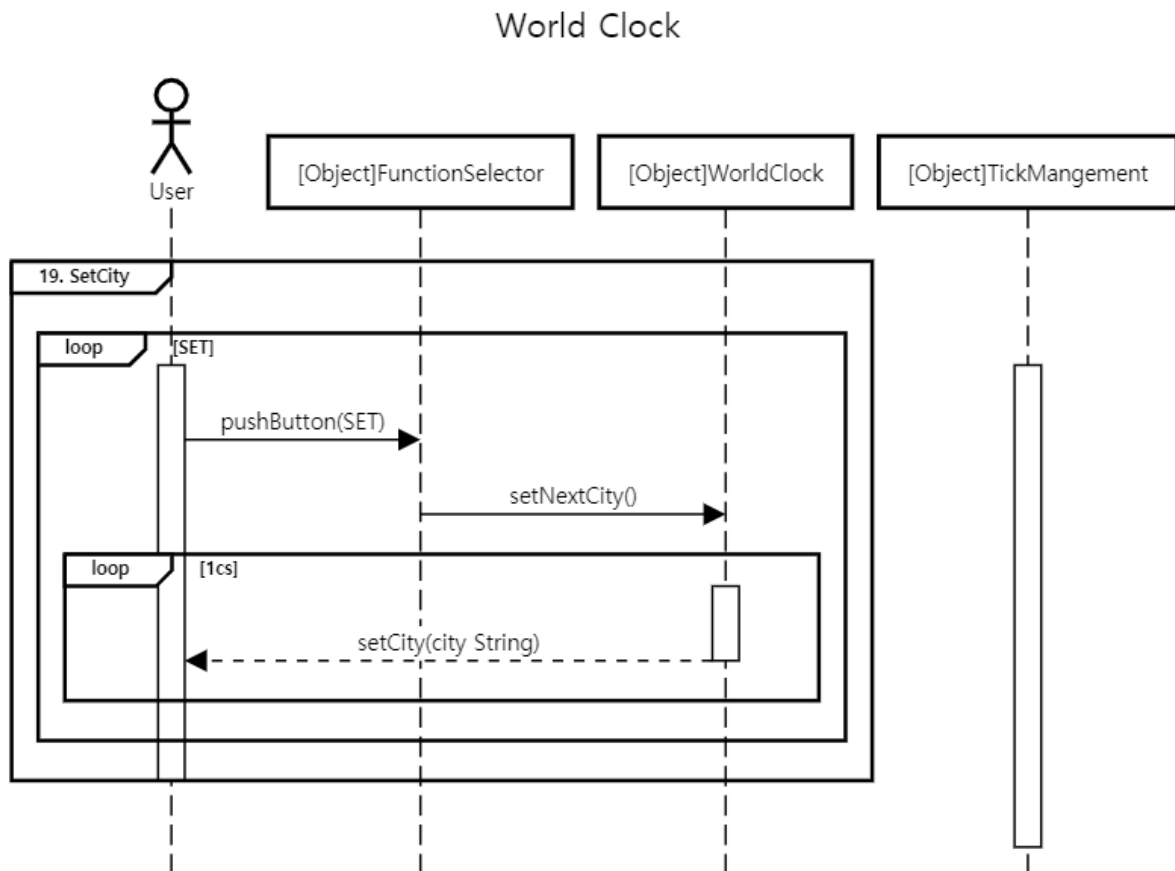 World Clock
User
[Object]FunctionSelector
[Object]WorldClock
[Object]TickMangement
19. SetCity
loop
[SET]
pushButton(SET)
setNextCity()
loop
[1cs]
setCity(city String)